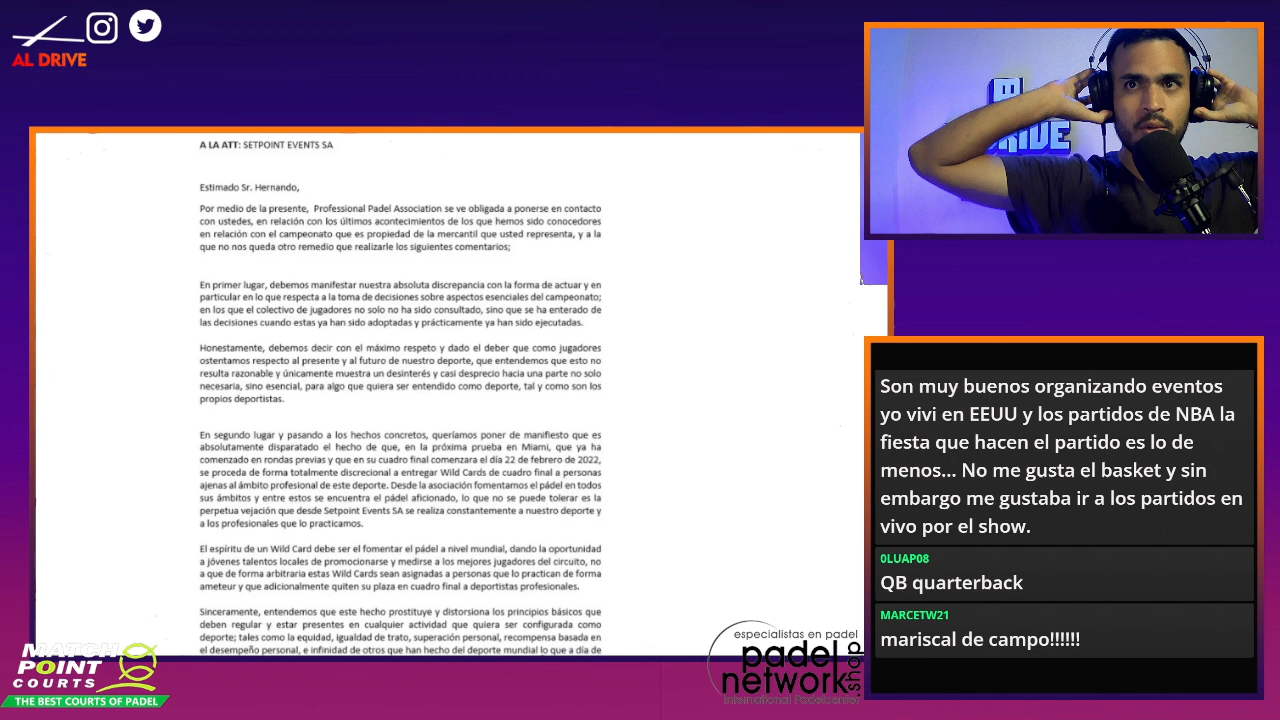 AL DRIVE
A LA ATT: SETPOINT EVENTS SA
Estimado Sr. Hernando,
Por medio de la presente, Professional Padel Association se ve obligada a ponerse en contacto
con ustedes, en relación con los últimos acontecimientos de los que hemos sido conocedores
en relación con el campeonato que es propiedad de la mercantil que usted representa, y a la
que no nos queda otro remedio que realizarle los siguientes comentarios;
En primer lugar, debemos manifestar nuestra absoluta discrepancia con la forma de actuar y en
particular en lo que respecta a la toma de decisiones sobre aspectos esenciales del campeonato;
en los que el colectivo de jugadores no solo no ha sido consultado, sino que se ha enterado de
las decisiones cuando estas ya han sido adoptadas y prácticamente ya han sido ejecutadas.
Honestamente, debemos decir con el máximo respeto y dado el deber que como jugadores
ostentamos respecto al presente y al futuro de nuestro deporte, que entendemos que esto no
resulta razonable y únicamente muestra un desinterés y casi desprecio hacia una parte no solo
necesaria, sino esencial, para algo que quiera ser entendido como deporte, tal y como son los
propios deportistas.
En segundo lugar y pasando a los hechos concretos, queríamos poner de manifiesto que es
absolutamente disparatado el hecho de que, en la próxima prueba en Miami, que ya ha
comenzado en rondas previas y que en su cuadro final comenzara el día 22 de febrero de 2022,
se proceda de forma totalmente discrecional a entregar Wild Cards de cuadro final a personas
ajenas al ámbito profesional de este deporte. Desde la asociación fomentamos el pádel en todos
sus ámbitos y entre estos se encuentra el pádel aficionado, lo que no se puede tolerar es la
perpetua vejación que desde Setpoint Events SA se realiza constantemente a nuestro deporte y
a los profesionales que lo practicamos.
El espíritu de un Wild Card debe ser el fomentar el pádel a nivel mundial, dando la oportunidad
a jóvenes talentos locales de promocionarse y medirse a los mejores jugadores del circuito, no
a que de forma arbitraria estas Wild Cards sean asignadas a personas que lo practican de forma
ameteur y que adicionalmente quiten su plaza en cuadro final a deportistas profesionales.
Sinceramente, entendemos que este hecho prostituye y distorsiona los principios básicos que
deben regular y estar presentes en cualquier actividad que quiera ser configurada como
deporte; tales como la equidad, igualdad de trato, superación personal, recompensa basada en
el desempeño personal, e infinidad de otros que han hecho del deporte mundial lo que a día de
DRIVE
Son muy buenos organizando eventos
yo vivi en EEUU y los partidos de NBA la
fiesta que hacen el partido es lo de
menos... No me gusta el basket y sin
embargo me gustaba ir a los partidos en
vivo por el show.
0LUAP08
QB quarterback
MARCETW21
mariscal de campo!!!!!!
MATCH
POINT
COURTS
THE BEST COURTS OF PADEL
especialistas en padel
padel
network
.shop
International Padelcenter